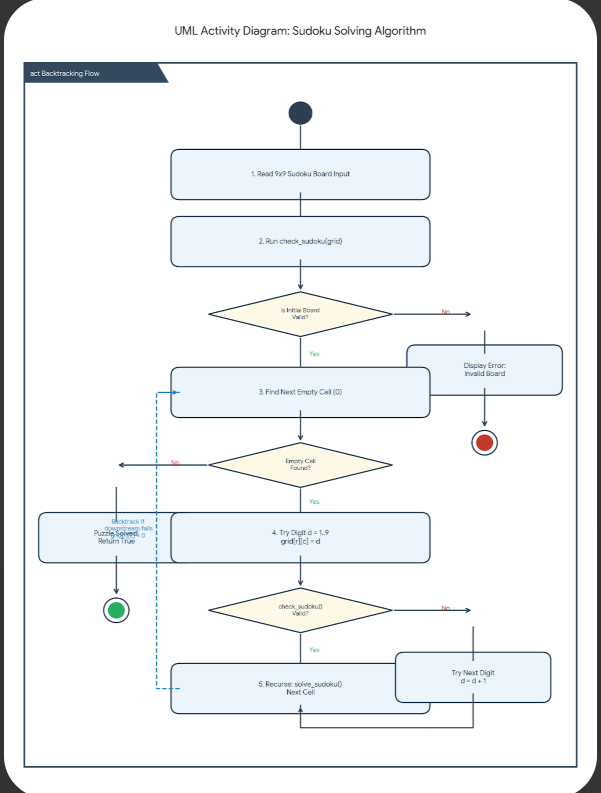 UML Activity Diagram: Sudoku Solving Algorithm
act Backtracking Flow
1. Read 9x9 Sudoku Board Input
2. Run check_sudoku(grid)
Is Initial Board
Valid?
No
Yes
Display Error:
Invalid Board
3. Find Next Empty Cell (0)
Empty Cell
Found?
No
Yes
Backtrack if
downstream fails
Puzzle Solved!
Return True
4. Try Digit d = 1..9
grid[r][c] = d
check_sudoku()
Valid?
No
Yes
5. Recurse: solve_sudoku()
Next Cell
Try Next Digit
d = d + 1